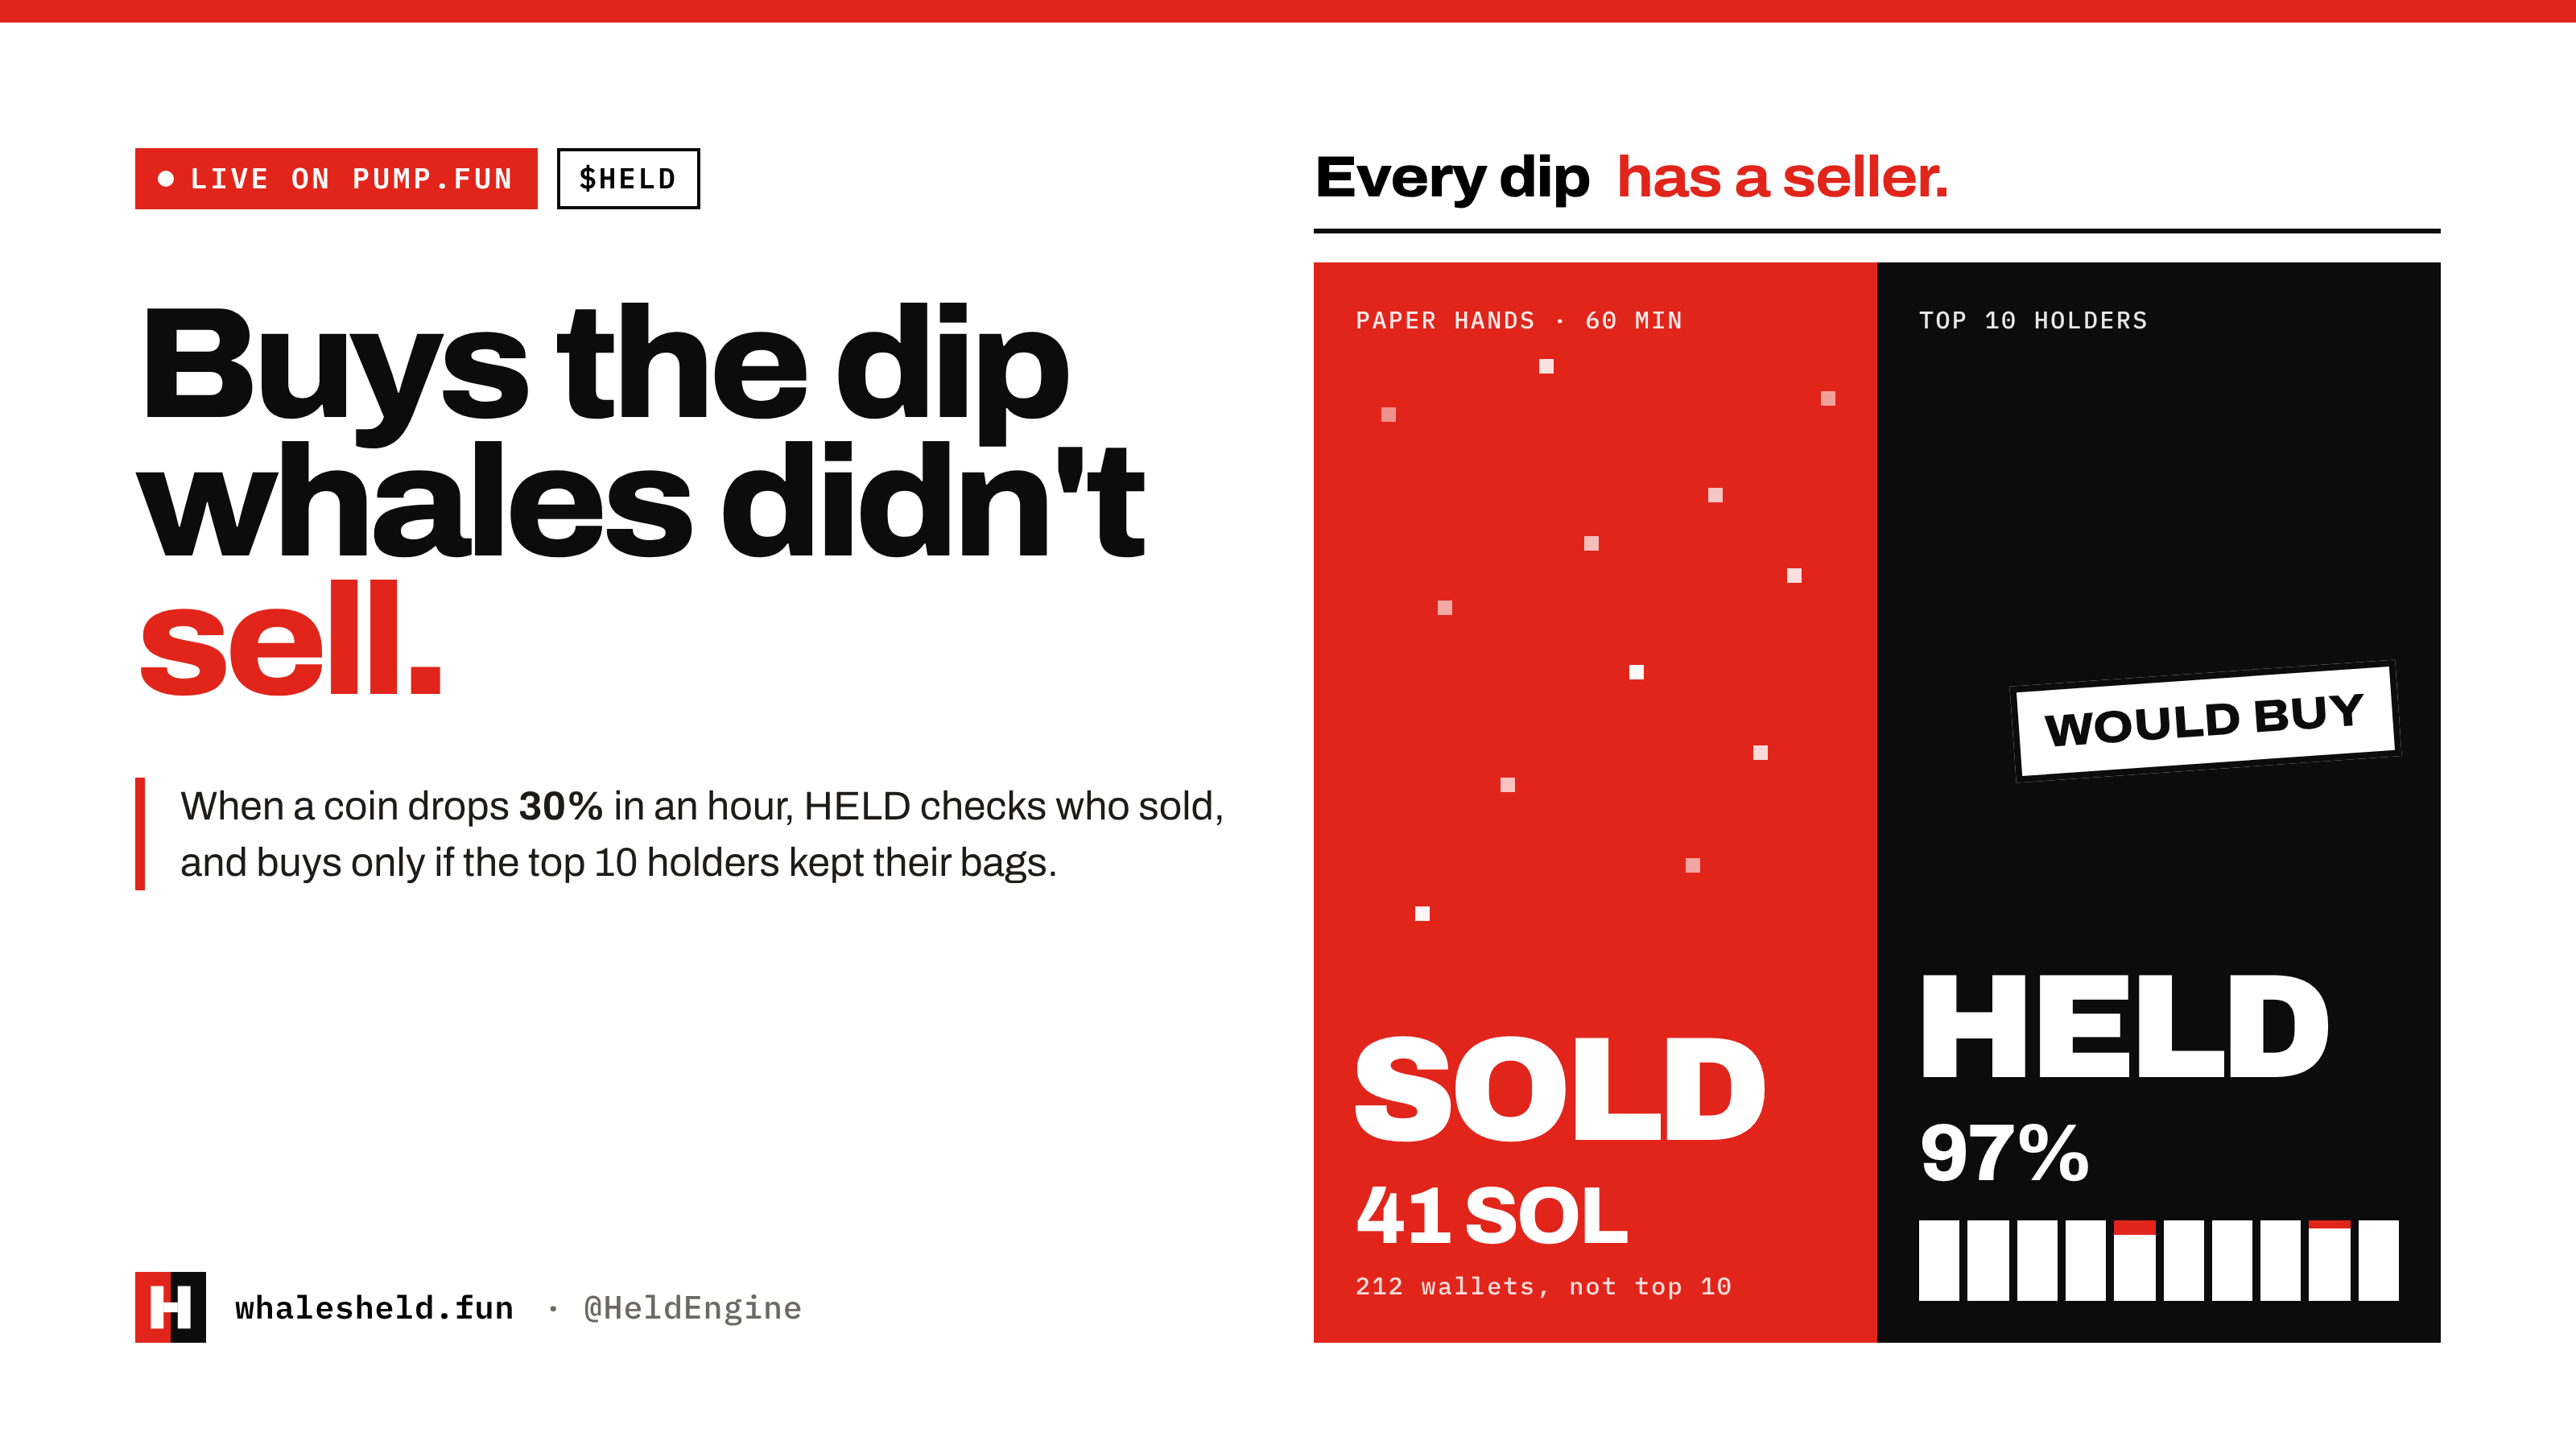 LIVE ON PUMP.FUN
$HELD
Buys the dip
whales didn't
sell.
When a coin drops 30% in an hour, HELD checks who sold,
and buys only if the top 10 holders kept their bags.
H
whalesheld.fun · @HeldEngine
Every dip has a seller.
PAPER HANDS · 60 MIN
SOLD
41 SOL
212 wallets, not top 10
TOP 10 HOLDERS
WOULD BUY
HELD
97%